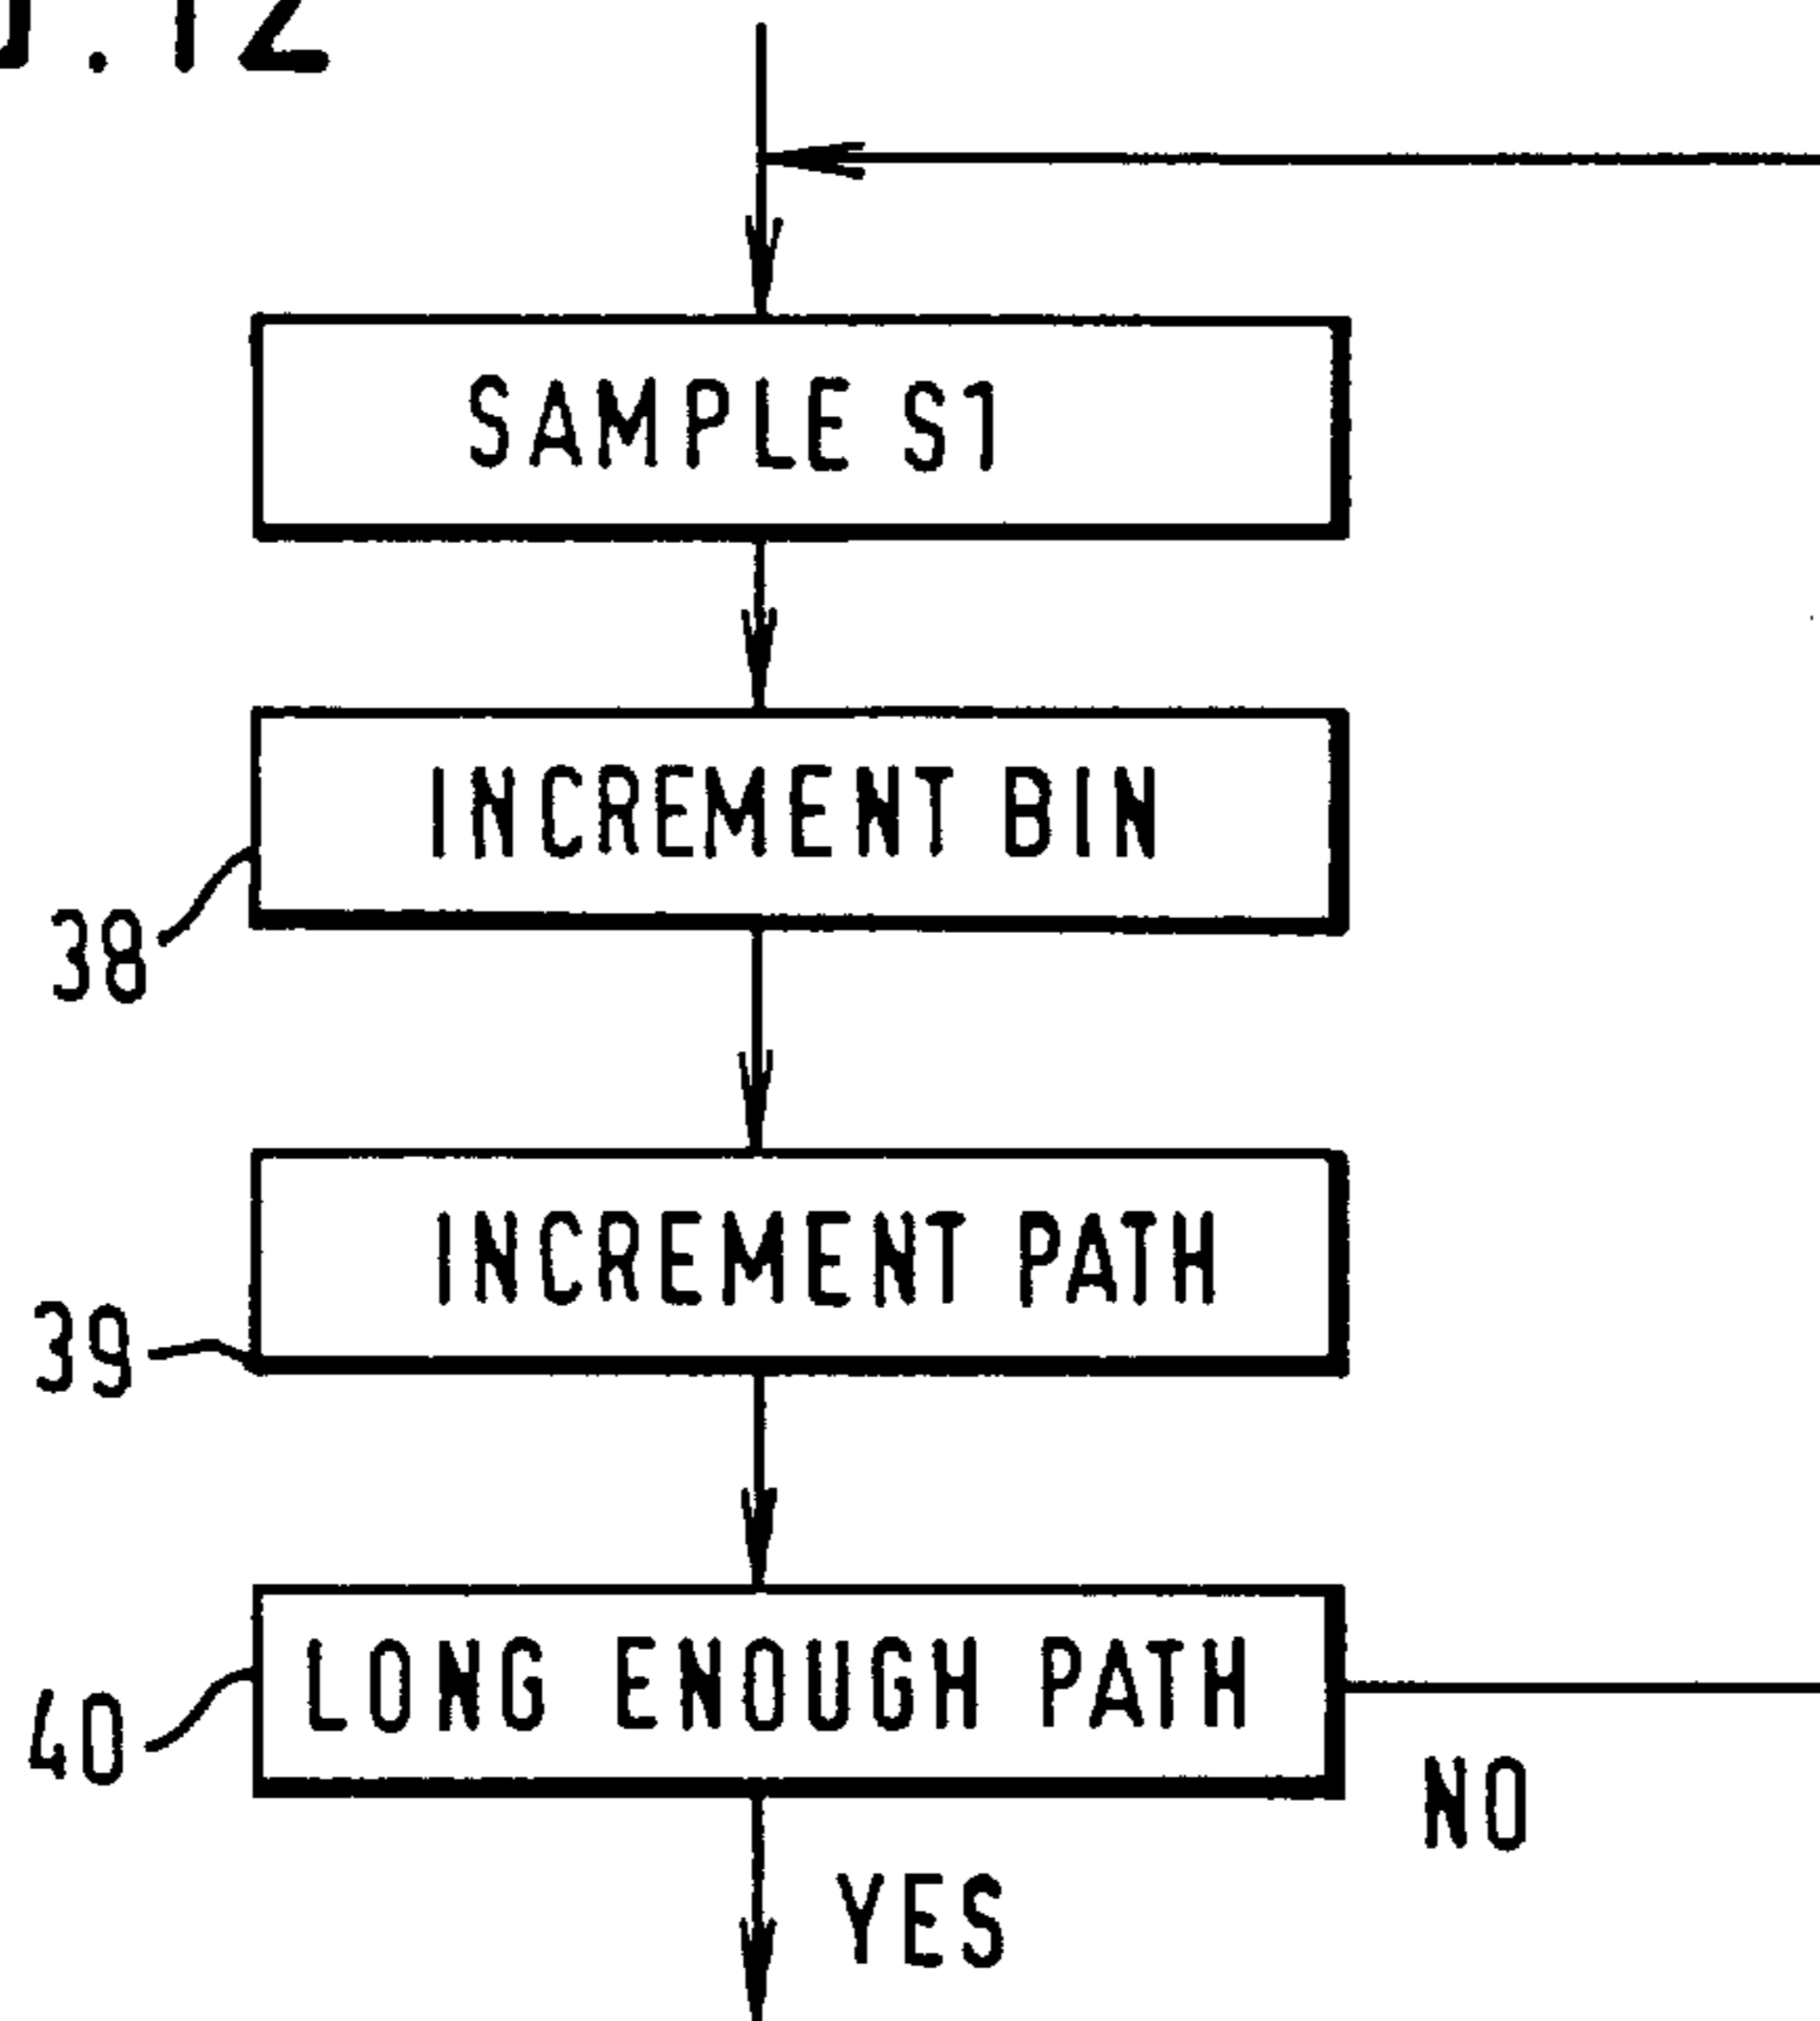 .12
SAMPLE S1
INCREMENT BIN
38
INCREMENT PATH
39
LONG ENOUGH PATH
40
NO
YES